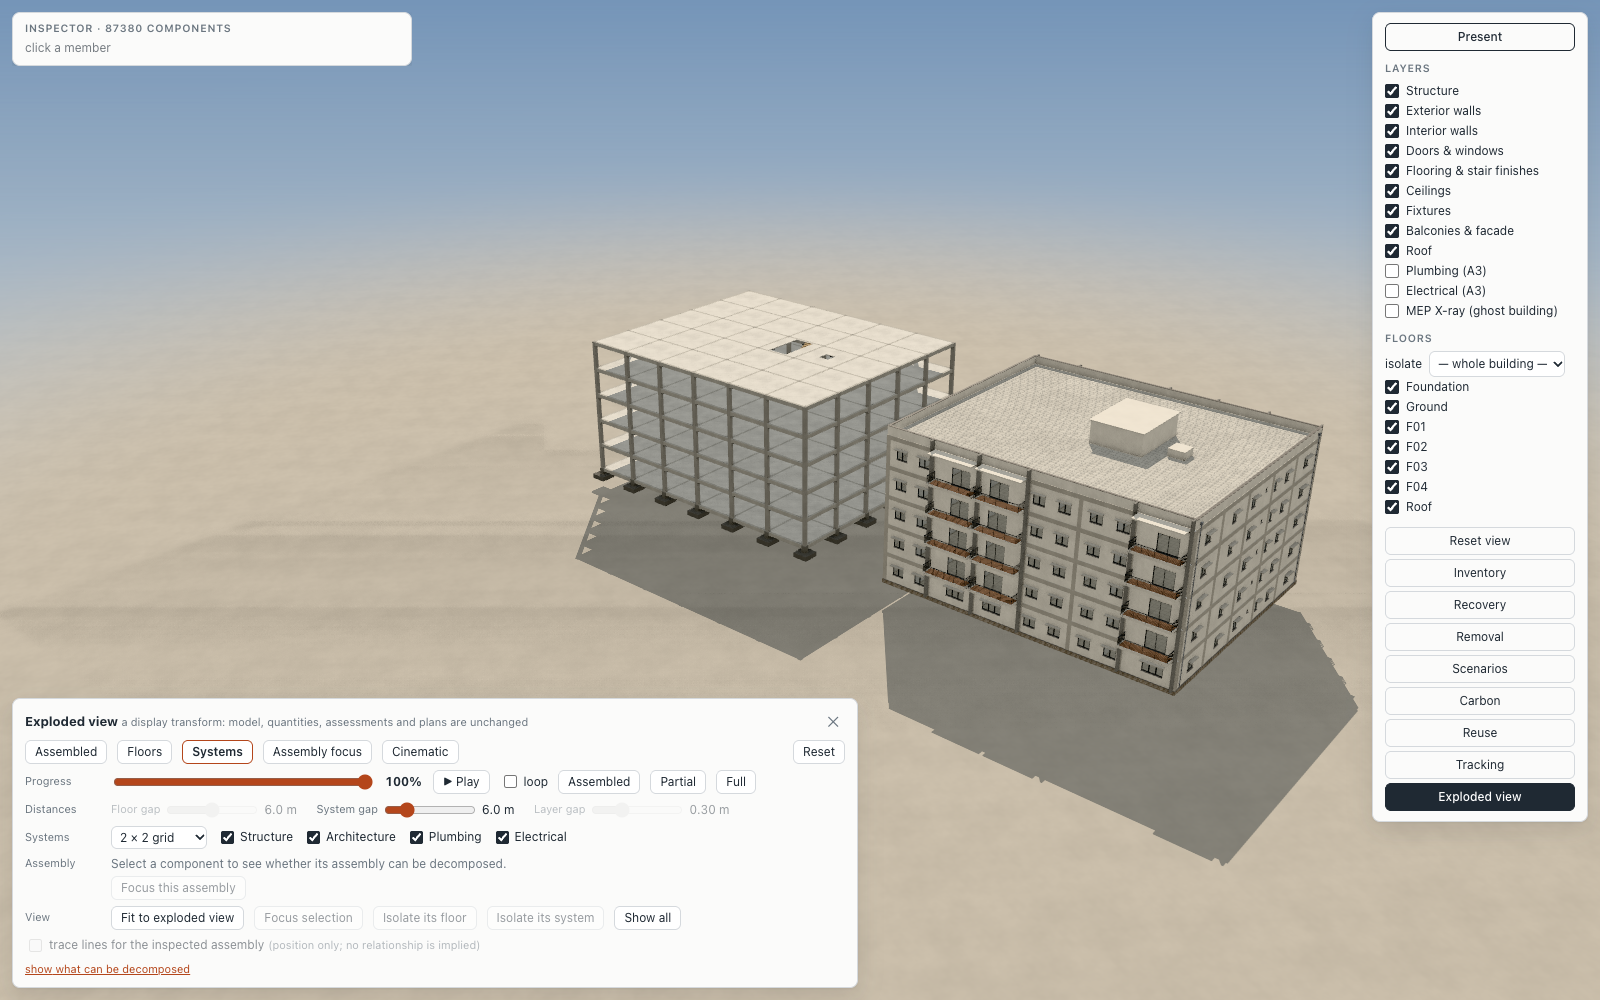 INSPECTOR · 87380 COMPONENTS
click a member
Present
LAYERS
Structure
Exterior walls
Interior walls
Doors & windows
Flooring & stair finishes
Ceilings
Fixtures
Balconies & facade
Roof
Plumbing (A3)
Electrical (A3)
MEP X-ray (ghost building)
FLOORS
isolate — whole building —
Foundation
Ground
F01
F02
F03
F04
Roof
Reset view
Inventory
Recovery
Removal
Scenarios
Carbon
Reuse
Tracking
Exploded view
Exploded view a display transform: model, quantities, assessments and plans are unchanged
Assembled Floors Systems Assembly focus Cinematic Reset
Progress 100% Play loop Assembled Partial Full
Distances Floor gap 6.0 m System gap 6.0 m Layer gap 0.30 m
Systems 2 × 2 grid Structure Architecture Plumbing Electrical
Assembly Select a component to see whether its assembly can be decomposed.
Focus this assembly
View Fit to exploded view Focus selection Isolate its floor Isolate its system Show all
trace lines for the inspected assembly (position only; no relationship is implied)
show what can be decomposed